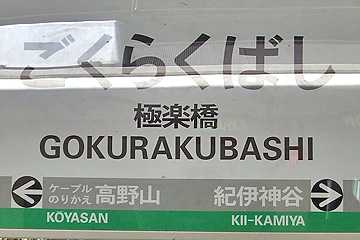 ごくらくばし
極楽橋
GOKURAKUBASHI
ケーブル
のりかえ 高野山 紀伊神谷
KOYASAN KII-KAMIYA